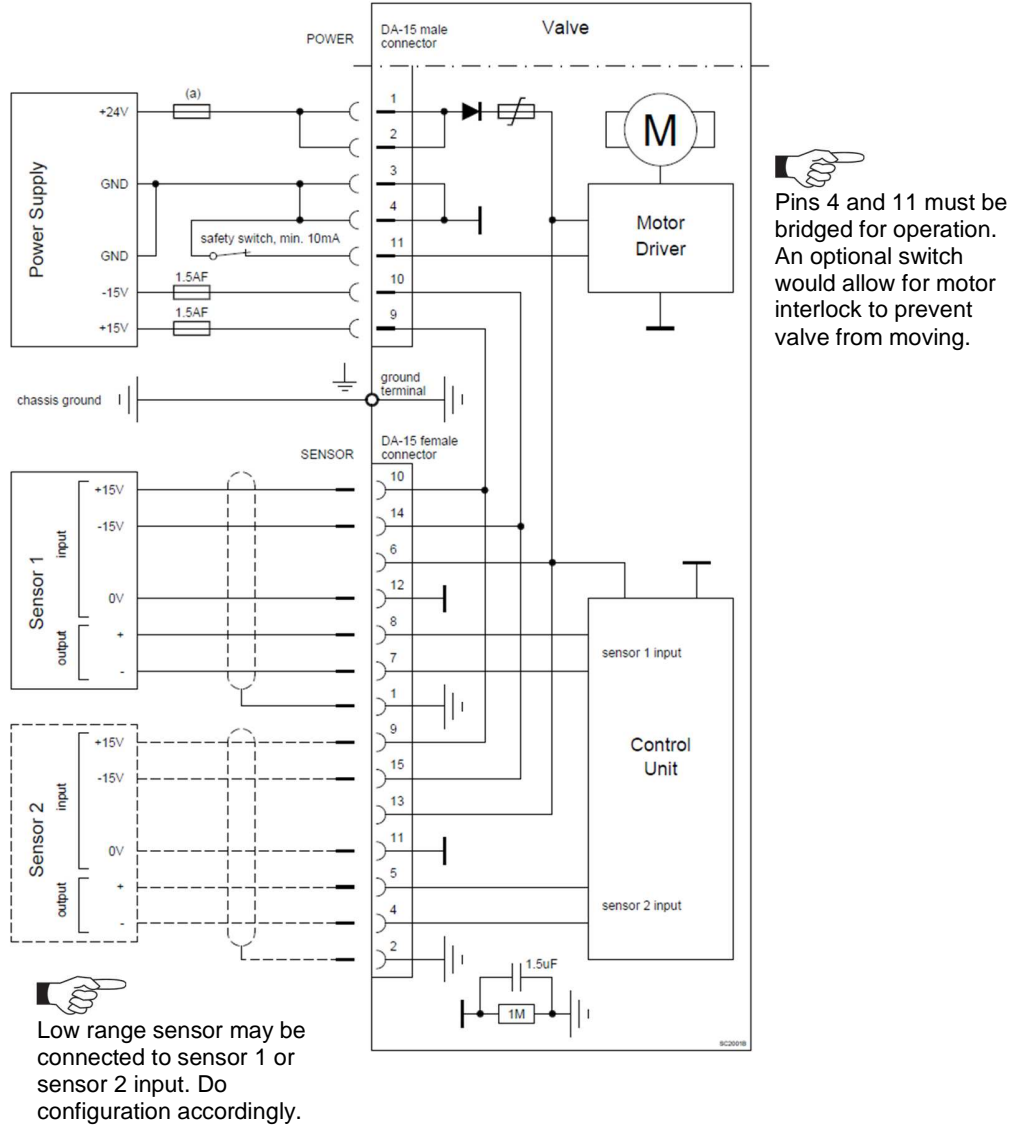 POWER
DA-15 male
connector
Valve
Power Supply
+24V
(a)
1
2
GND
3
4
safety switch, min. 10mA
GND
11
1.5AF
-15V
10
1.5AF
+15V
9
M
Motor
Driver
Pins 4 and 11 must be
bridged for operation.
An optional switch
would allow for motor
interlock to prevent
valve from moving.
chassis ground
ground
terminal
SENSOR
DA-15 female
connector
Sensor 1
input
+15V
10
-15V
14
6
0V
12
output
+
8
-
7
1
sensor 1 input
Control
Unit
Sensor 2
input
+15V
9
-15V
15
13
0V
11
output
+
5
-
4
2
sensor 2 input
1.5uF
1M
SC2001B
Low range sensor may be
connected to sensor 1 or
sensor 2 input. Do
configuration accordingly.